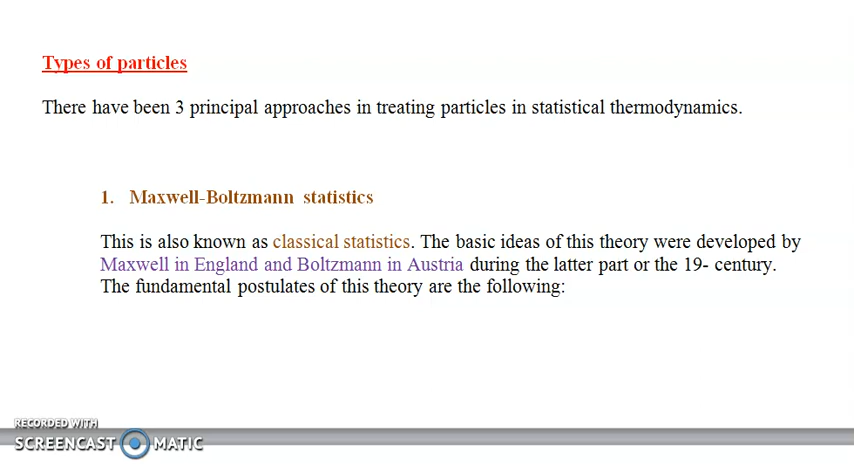 Types of particles
There have been 3 principal approaches in treating particles in statistical thermodynamics.
1. Maxwell-Boltzmann statistics
This is also known as classical statistics. The basic ideas of this theory were developed by
Maxwell in England and Boltzmann in Austria during the latter part or the 19- century.
The fundamental postulates of this theory are the following:
RECORDED WITH
SCREENCAST MATIC